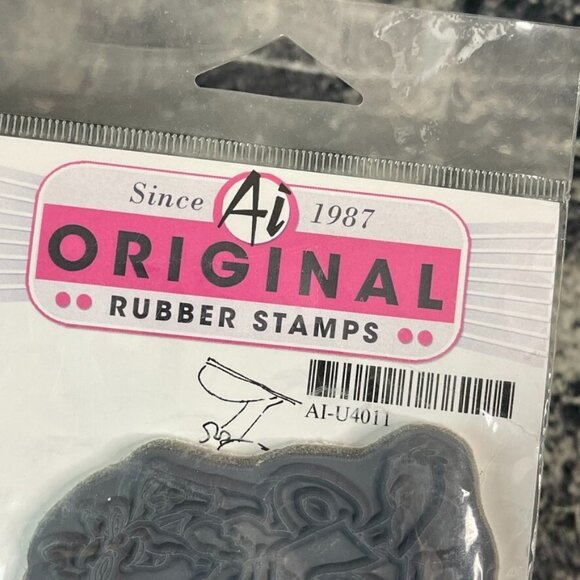 Since Ai 1987
ORIGINAL
RUBBER STAMPS
AI-U4011